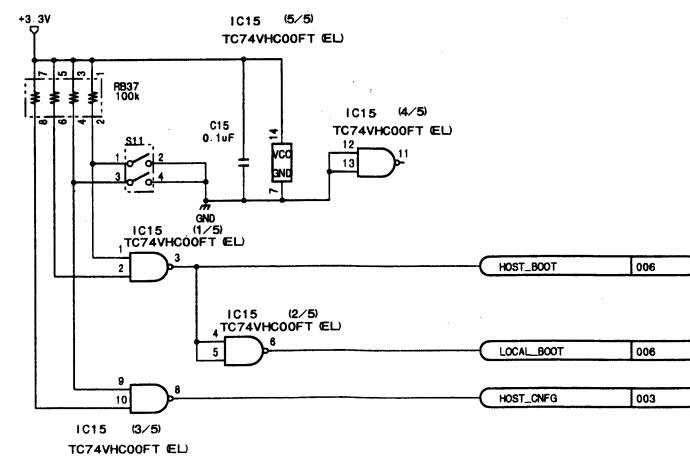 +3.3V
IC15 (5/5)
TC74VHC00FT (EL)
7 5 3 1
RB37
100k
8 6 4 2
C15
0.1uF
14
VCC
GND
7
IC15 (4/5)
TC74VHC00FT (EL)
12
13
11
S11
1 2
3 4
GND
IC15 (1/5)
TC74VHC00FT (EL)
1
2
3
HOST_BOOT 006
IC15 (2/5)
TC74VHC00FT (EL)
4
5
6
LOCAL_BOOT 006
9
10
8
HOST_CNFG 003
IC15 (3/5)
TC74VHC00FT (EL)